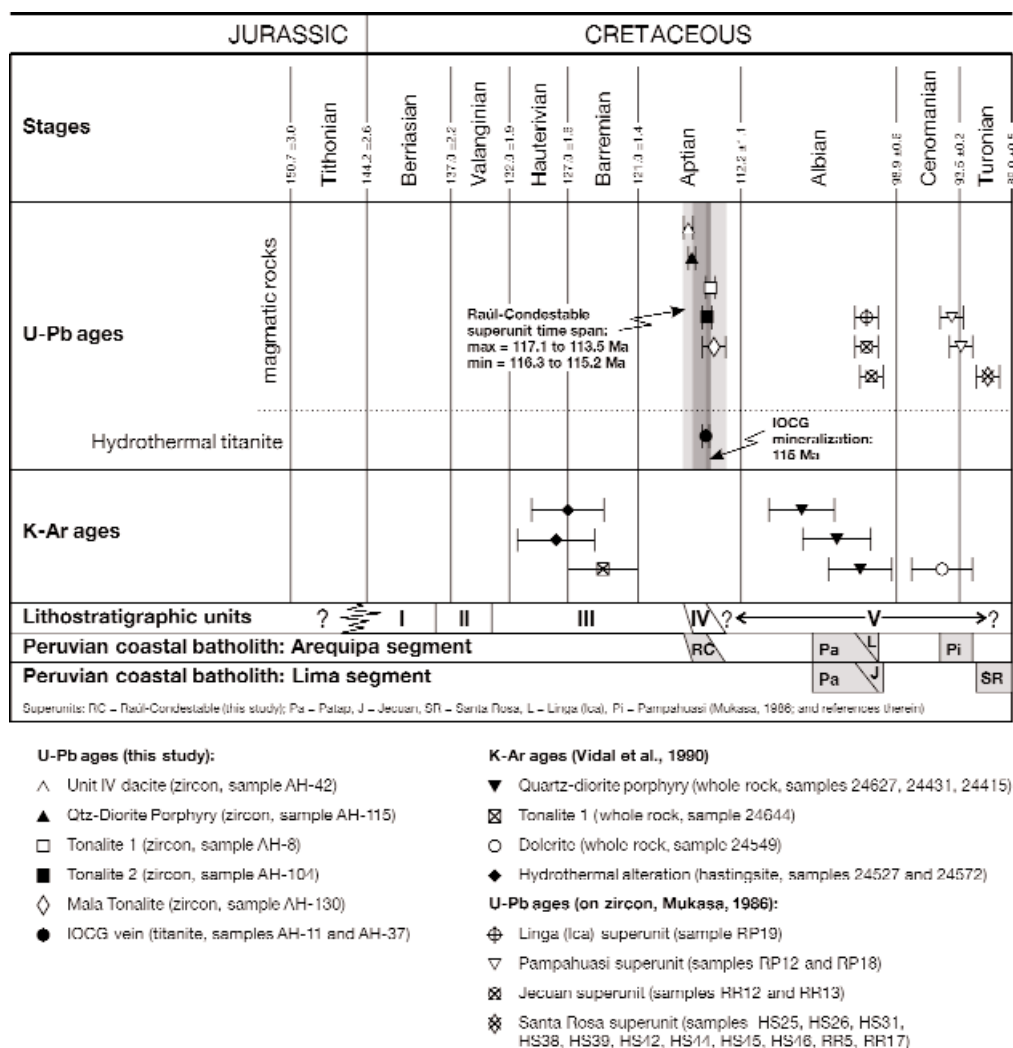 JURASSIC CRETACEOUS
Stages
150.7 ±3.0
Tithonian
144.2 ±2.6
Berriasian
137.0 ±2.2
Valanginian
132.0 ±1.9
Hauterivian
Barremian
121.0 ±1.4
Aptian
112.2 ±1.1
Albian
Cenomanian
93.5 ±0.2
Turonian
U-Pb ages
magmatic rocks
Raúl-Condestable
superunit time span:
max = 117.1 to 113.5 Ma
min = 116.3 to 115.2 Ma
Hydrothermal titanite
IOCG
mineralization:
115 Ma
K-Ar ages
Lithostratigraphic units ? I II III IV ? V ?
Peruvian coastal batholith: Arequipa segment RC Pa L Pi
Peruvian coastal batholith: Lima segment Pa J SR
Superunits: RC – Raúl-Condestable (this study); Pa – Patap, J – Jecuan, SR – Santa Rosa, L – Linga (Ica), Pi – Pampahuasi (Mukasa, 1986; and references therein)
U-Pb ages (this study):
Unit IV dacite (zircon, sample AH-42)
Qtz-Diorite Porphyry (zircon, sample AH-115)
Tonalite 1 (zircon, sample AH-8)
Tonalite 2 (zircon, sample AH-104)
Mala Tonalite (zircon, sample AH-130)
IOCG vein (titanite, samples AH-11 and AH-37)
K-Ar ages (Vidal et al., 1990)
Quartz-diorite porphyry (whole rock, samples 24627, 24431, 24415)
Tonalite 1 (whole rock, sample 24644)
Dolerite (whole rock, sample 24549)
Hydrothermal alteration (hastingsite, samples 24527 and 24572)
U-Pb ages (on zircon, Mukasa, 1986):
Linga (Ica) superunit (sample RP19)
Pampahuasi superunit (samples RP12 and RP18)
Jecuan superunit (samples RR12 and RR13)
Santa Rosa superunit (samples HS25, HS26, HS31,
HS38, HS39, HS42, HS44, HS45, HS46, RR5, RR17)